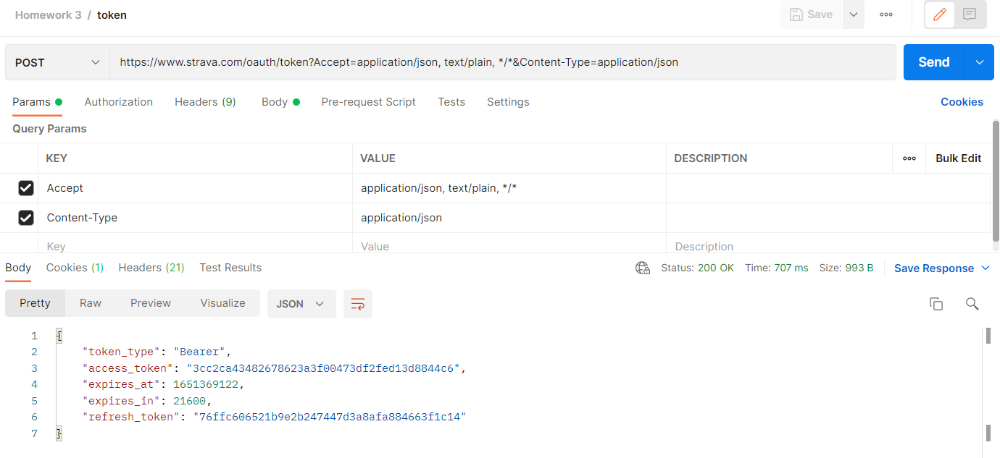 Homework 3 / token
Save
POST
https://www.strava.com/oauth/token?Accept=application/json, text/plain, */*&Content-Type=application/json
Send
Params Authorization Headers (9) Body Pre-request Script Tests Settings Cookies
Query Params
KEY VALUE DESCRIPTION Bulk Edit
Accept application/json, text/plain, */*
Content-Type application/json
Key Value Description
Body Cookies (1) Headers (21) Test Results Status: 200 OK Time: 707 ms Size: 993 B Save Response
Pretty Raw Preview Visualize JSON
1 {
2 "token_type": "Bearer",
3 "access_token": "3cc2ca43482678623a3f00473df2fed13d8844c6",
4 "expires_at": 1651369122,
5 "expires_in": 21600,
6 "refresh_token": "76ffc606521b9e2b247447d3a8afa884663f1c14"
7 }